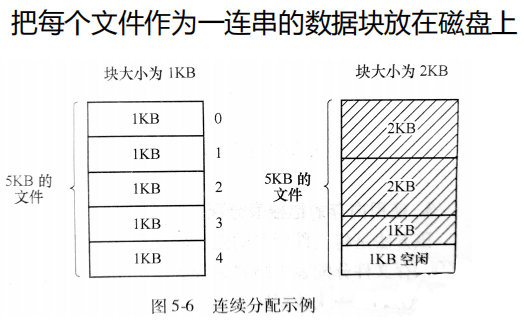 把每个文件作为一连串的数据块放在磁盘上
块大小为 1KB
块大小为 2KB
5KB 的
文件
1KB
0
1KB
1
1KB
2
1KB
3
1KB
4
5KB 的
文件
2KB
2KB
1KB
1KB 空闲
图 5-6 连续分配示例